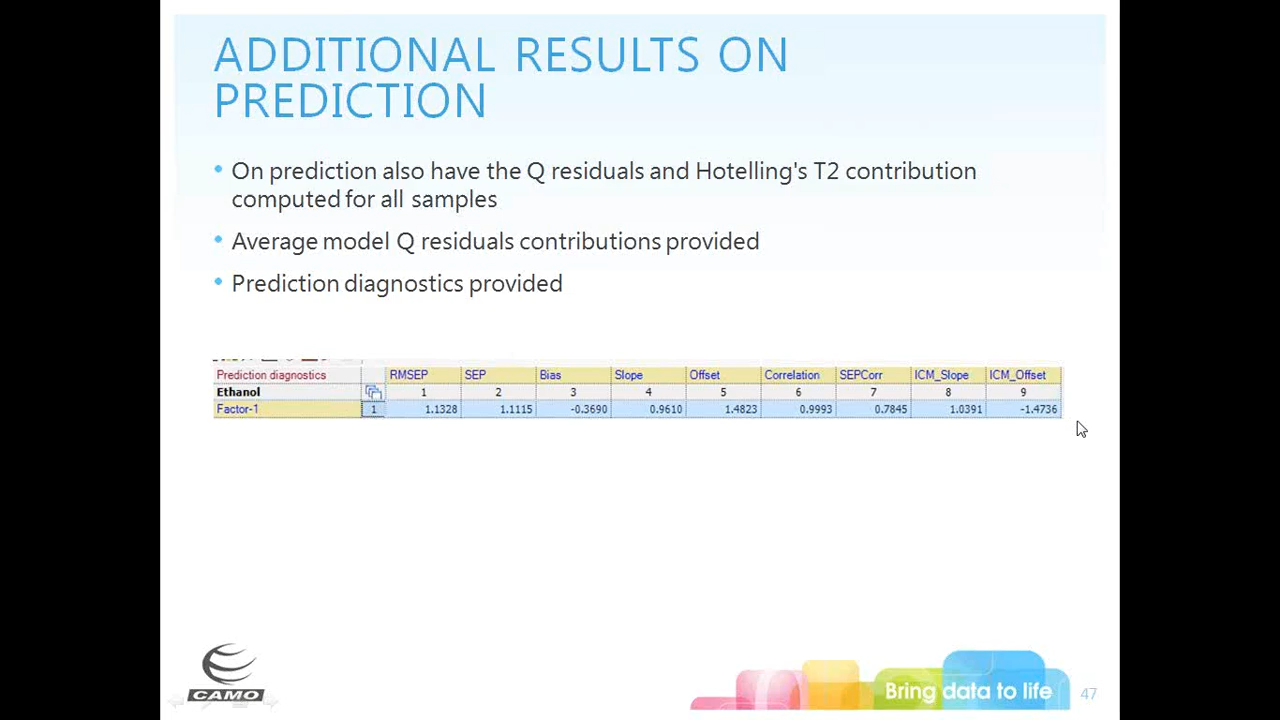 ADDITIONAL RESULTS ON
PREDICTION
• On prediction also have the Q residuals and Hotelling's T2 contribution
computed for all samples
• Average model Q residuals contributions provided
• Prediction diagnostics provided
Prediction diagnostics RMSEP SEP Bias Slope Offset Correlation SEPCorr ICM_Slope ICM_Offset
Ethanol 1 2 3 4 5 6 7 8 9
Factor-1 1 1.1328 1.1115 -0.3690 0.9610 1.4823 0.9993 0.7845 1.0391 -1.4736
CAMO
Bring data to life
47